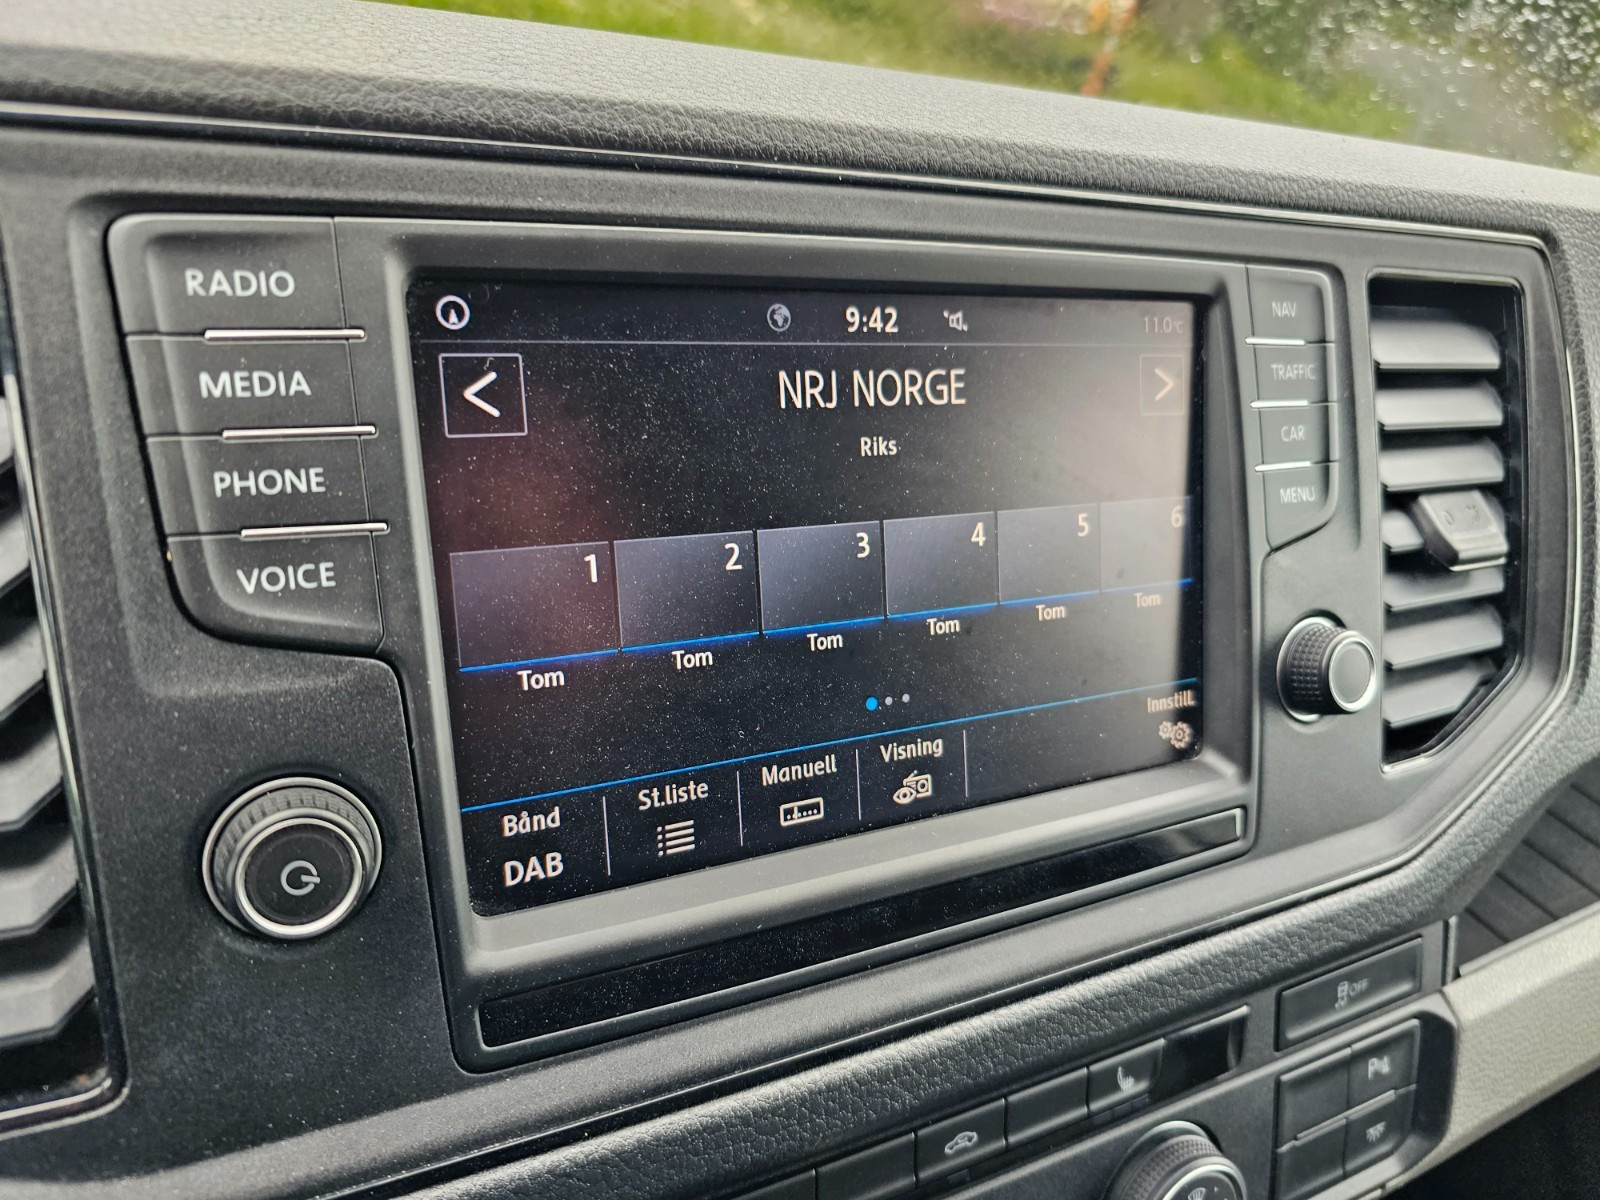 RADIO
MEDIA
PHONE
VOICE
9:42
11.0°C
NRJ NORGE
Riks
1 2 3 4 5 6
Tom Tom Tom Tom Tom Tom
Bånd St.liste Manuell Visning Innstill.
DAB
NAV
TRAFFIC
CAR
MENU
OFF
P